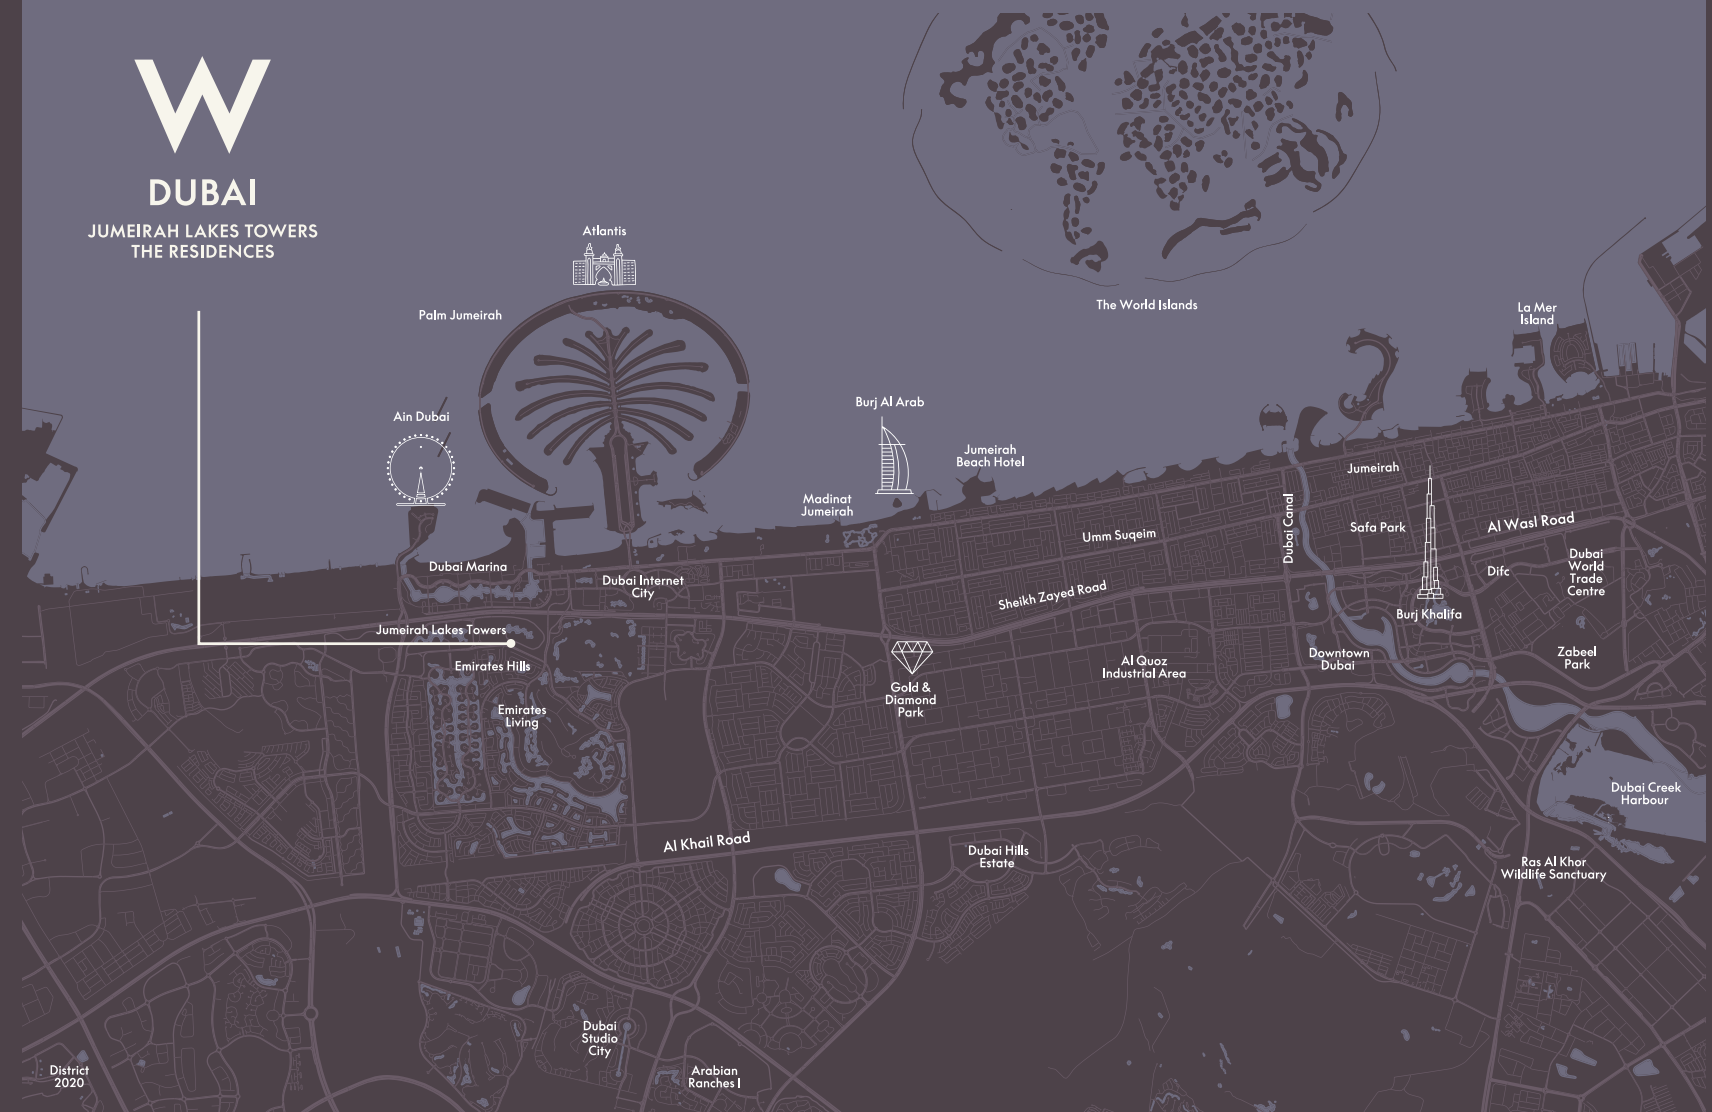 W
DUBAI
JUMEIRAH LAKES TOWERS
THE RESIDENCES
Atlantis
Palm Jumeirah
The World Islands
La Mer
Island
Ain Dubai
Burj Al Arab
Jumeirah
Beach Hotel
Madinat
Jumeirah
Jumeirah
Safa Park
Al Wasl Road
Umm Suqeim
Dubai Canal
Dubai
World
Trade
Centre
Difc
Dubai Marina
Dubai Internet
City
Sheikh Zayed Road
Burj Khalifa
Jumeirah Lakes Towers
Emirates Hills
Al Quoz
Industrial Area
Downtown
Dubai
Zabeel
Park
Gold &
Diamond
Park
Emirates
Living
Dubai Creek
Harbour
Al Khail Road
Dubai Hills
Estate
Ras Al Khor
Wildlife Sanctuary
Dubai
Studio
City
District
2020
Arabian
Ranches I